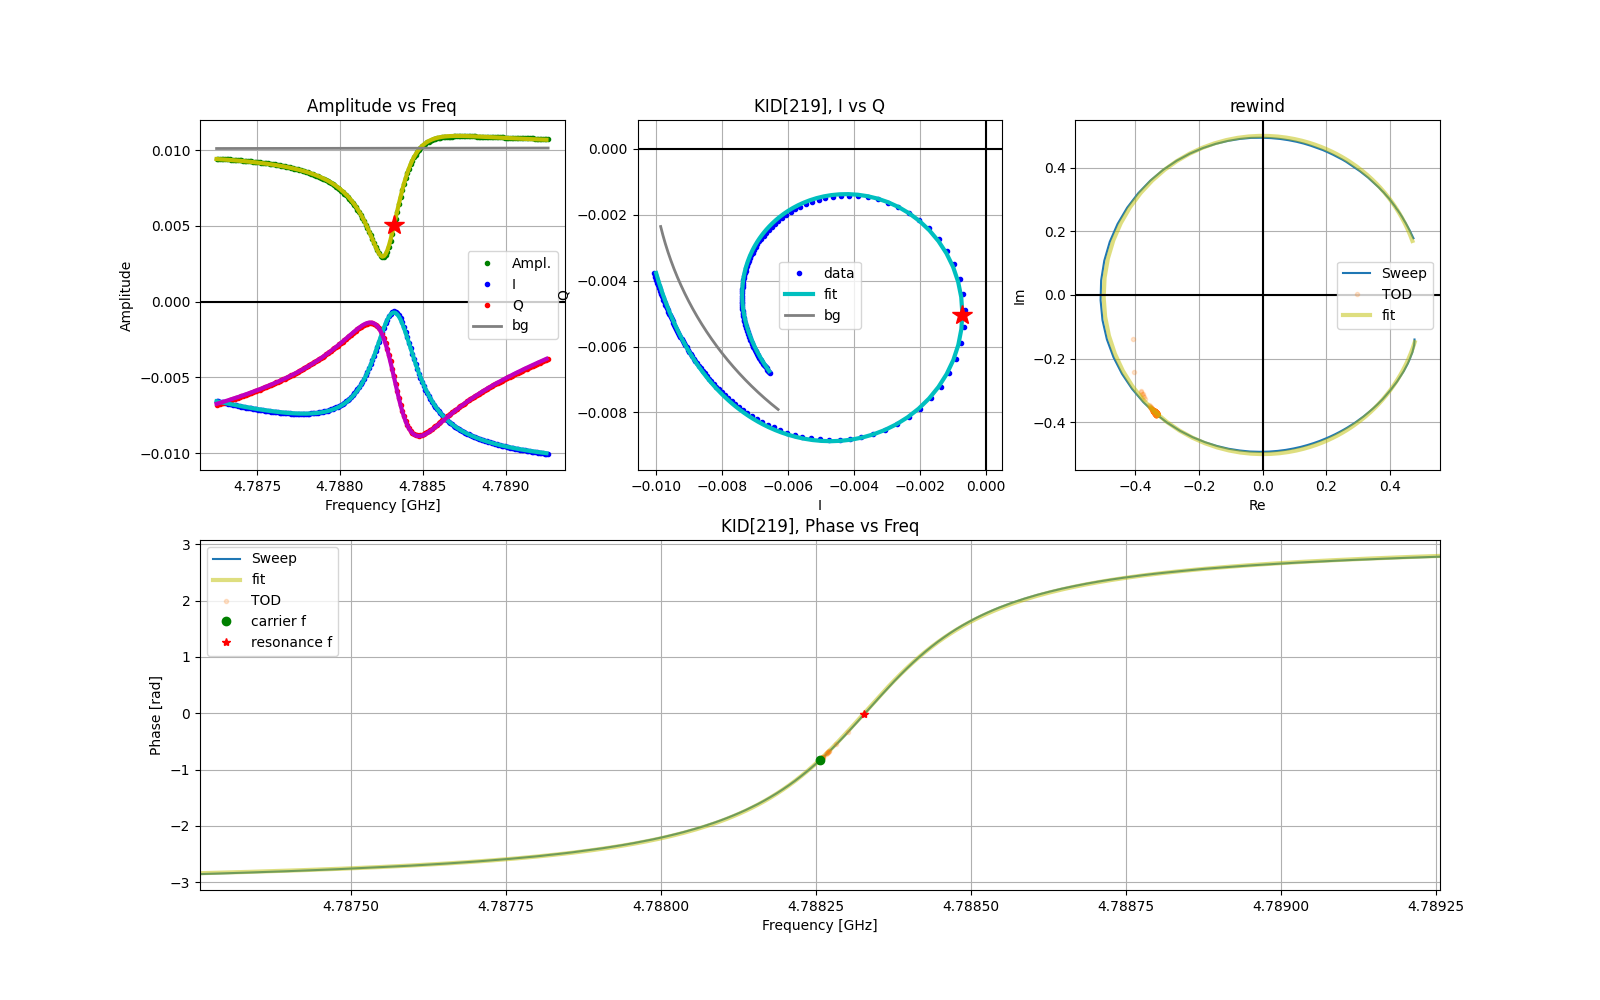 Amplitude vs Freq
0.010
0.005
0.000
−0.005
−0.010
Amplitude
4.7875
4.7880
4.7885
4.7890
Frequency [GHz]
Ampl.
I
Q
bg
KID[219], I vs Q
0.000
−0.002
−0.004
−0.006
−0.008
Q
−0.010
−0.008
−0.006
−0.004
−0.002
0.000
I
data
fit
bg
rewind
0.4
0.2
0.0
−0.2
−0.4
Im
−0.4
−0.2
0.0
0.2
0.4
Re
Sweep
TOD
fit
KID[219], Phase vs Freq
3
2
1
0
−1
−2
−3
Phase [rad]
4.78750
4.78775
4.78800
4.78825
4.78850
4.78875
4.78900
4.78925
Frequency [GHz]
Sweep
fit
TOD
carrier f
resonance f